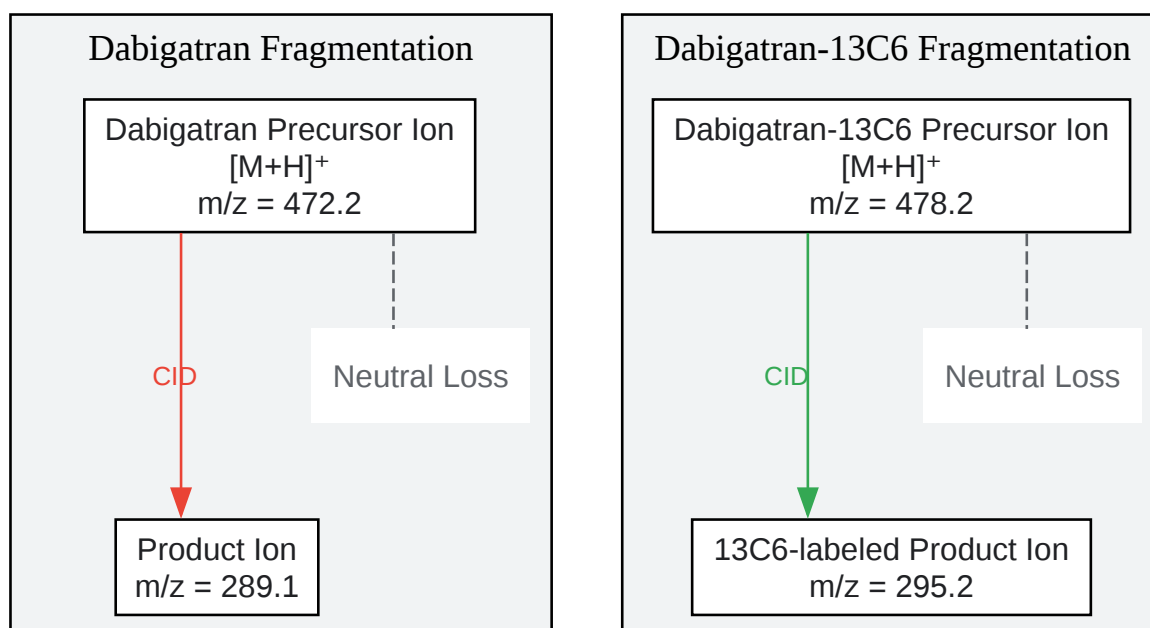 Dabigatran Fragmentation
Dabigatran Precursor Ion
[M+H]⁺
m/z = 472.2
CID
Neutral Loss
Product Ion
m/z = 289.1
Dabigatran-13C6 Fragmentation
Dabigatran-13C6 Precursor Ion
[M+H]⁺
m/z = 478.2
CID
Neutral Loss
13C6-labeled Product Ion
m/z = 295.2